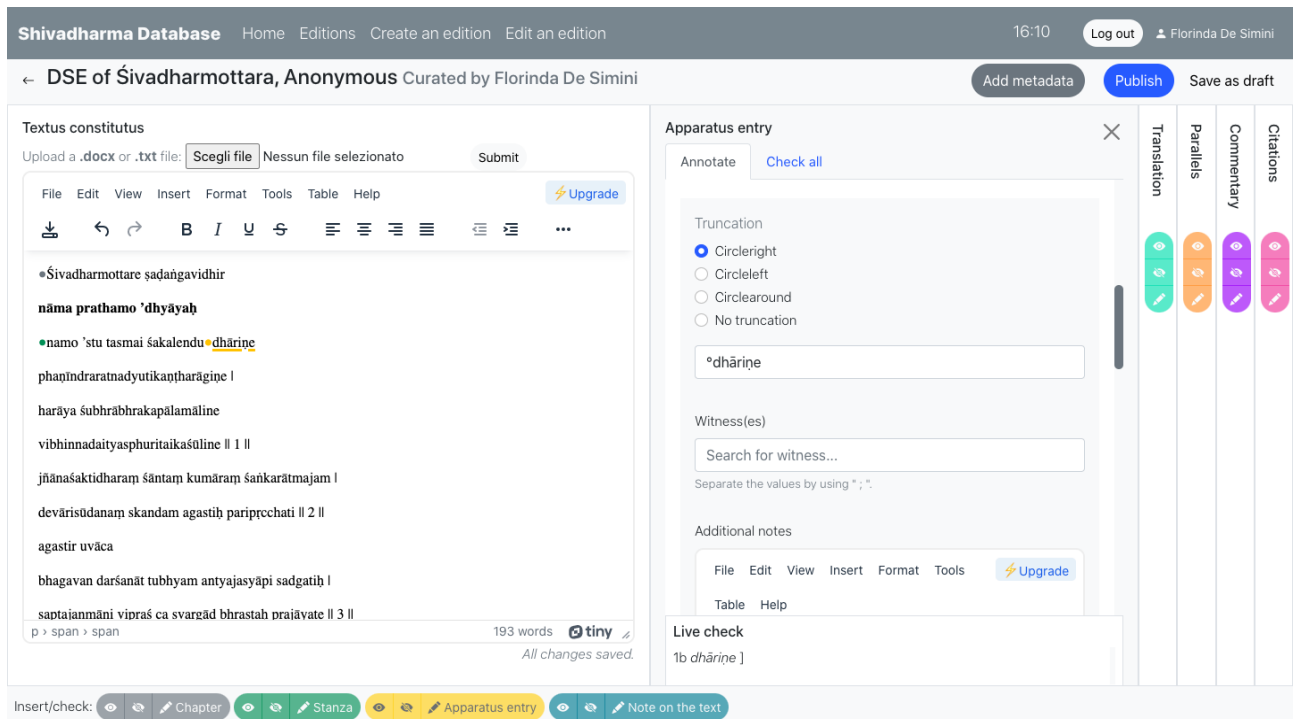 Shivadharma Database Home Editions Create an edition Edit an edition 16:10 Log out Florinda De Simini
← DSE of Śivadharmottara, Anonymous Curated by Florinda De Simini Add metadata Publish Save as draft
Textus constitutus
Upload a .docx or .txt file: Scegli file Nessun file selezionato Submit
File Edit View Insert Format Tools Table Help ⚡Upgrade
B I U S ...
•Śivadharmottare ṣaḍaṅgavidhir
nāma prathamo ’dhyāyaḥ
•namo ’stu tasmai śakalendu•dhāriṇe
phaṇīndraratnadyutikaṇṭharāgiṇe |
harāya śubhrābhrakapālamāline
vibhinnadaityasphuritaikaśūline || 1 ||
jñānaśaktidharaṃ śāntaṃ kumāraṃ śaṅkarātmajam |
devārisūdanaṃ skandam agastiḥ paripṛcchati || 2 ||
agastir uvāca
bhagavan darśanāt tubhyam antyajasyāpi sadgatiḥ |
saptajanmāni vipraś ca svargād bhraṣṭaḥ prajāyate || 3 ||
p › span › span 193 words tiny
All changes saved.
Apparatus entry
Annotate Check all
Truncation
Circleright
Circleleft
Circlearound
No truncation
°dhāriṇe
Witness(es)
Search for witness...
Separate the values by using " ; ".
Additional notes
File Edit View Insert Format Tools ⚡Upgrade
Table Help
Live check
1b dhāriṇe ]
Translation
Parallels
Commentary
Citations
Insert/check: Chapter Stanza Apparatus entry Note on the text